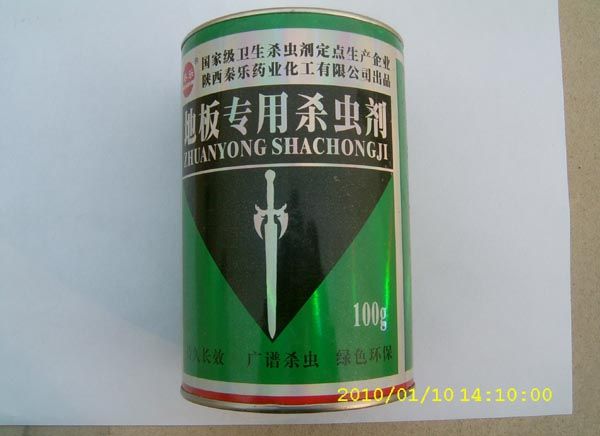 国家级卫生杀虫剂定点生产企业
陕西秦乐药业化工有限公司出品
地板专用杀虫剂
ZHUANYONG SHACHONGJI
100g
长效 广谱杀虫 绿色环保
2010/01/10 14:10:00